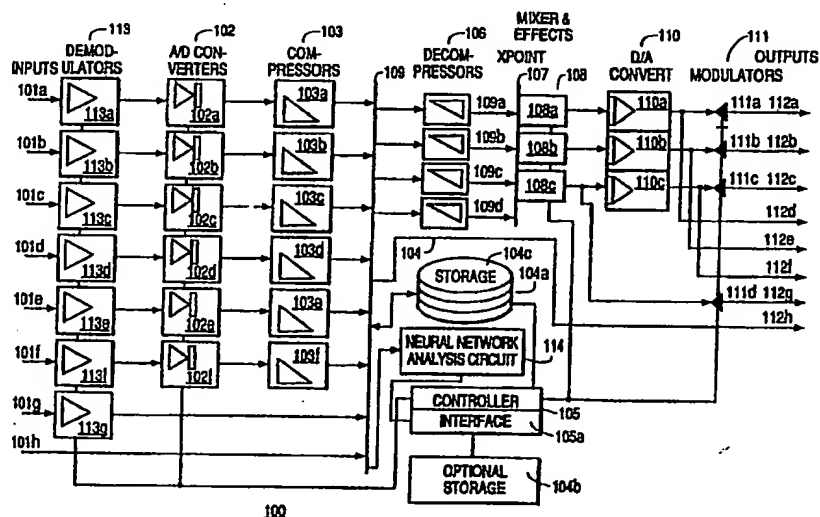 113
102
103
106
MIXER & EFFECTS
110
111
DEMOD-
ULATORS
A/D CON-
VERTERS
COM-
PRESSORS
DECOM-
PRESSORS
XPOINT
D/A
CONVERT
MODULATORS
INPUTS
OUTPUTS
109
107
108
101a
113a
102a
103a
109a
108a
110a
111a 112a
101b
113b
102b
103b
109b
108b
110b
111b 112b
101c
113c
102c
103c
109c
108c
110c
111c 112c
109d
112d
101d
113d
102d
103d
104
104c
112e
STORAGE
104a
112f
101e
113e
102e
103e
111d 112g
112h
NEURAL NETWORK
ANALYSIS CIRCUIT
114
101f
113f
102f
103f
CONTROLLER
105
101g
113g
INTERFACE
105a
101h
OPTIONAL
STORAGE
104b
100